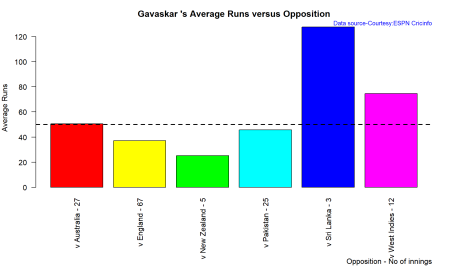 Gavaskar 's Average Runs versus Opposition
Data source-Courtesy:ESPN Cricinfo
Average Runs
120
100
80
60
40
20
0
v Australia - 27
v England - 67
v New Zealand - 5
v Pakistan - 25
v Sri Lanka - 3
v West Indies - 12
Opposition - No of innings